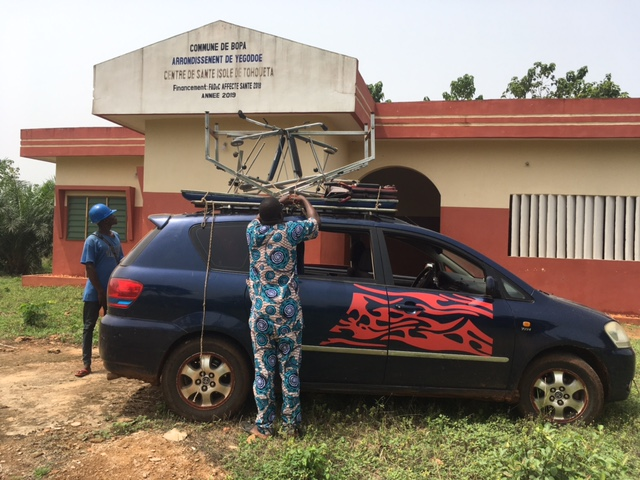 COMMUNE DE BOPA
ARRONDISSEMENT DE YEGODOE
CENTRE DE SANTE ISOLE DE TOHOUETA
Financement: FADeC AFFECTE SANTE 2018
ANNEE 2019